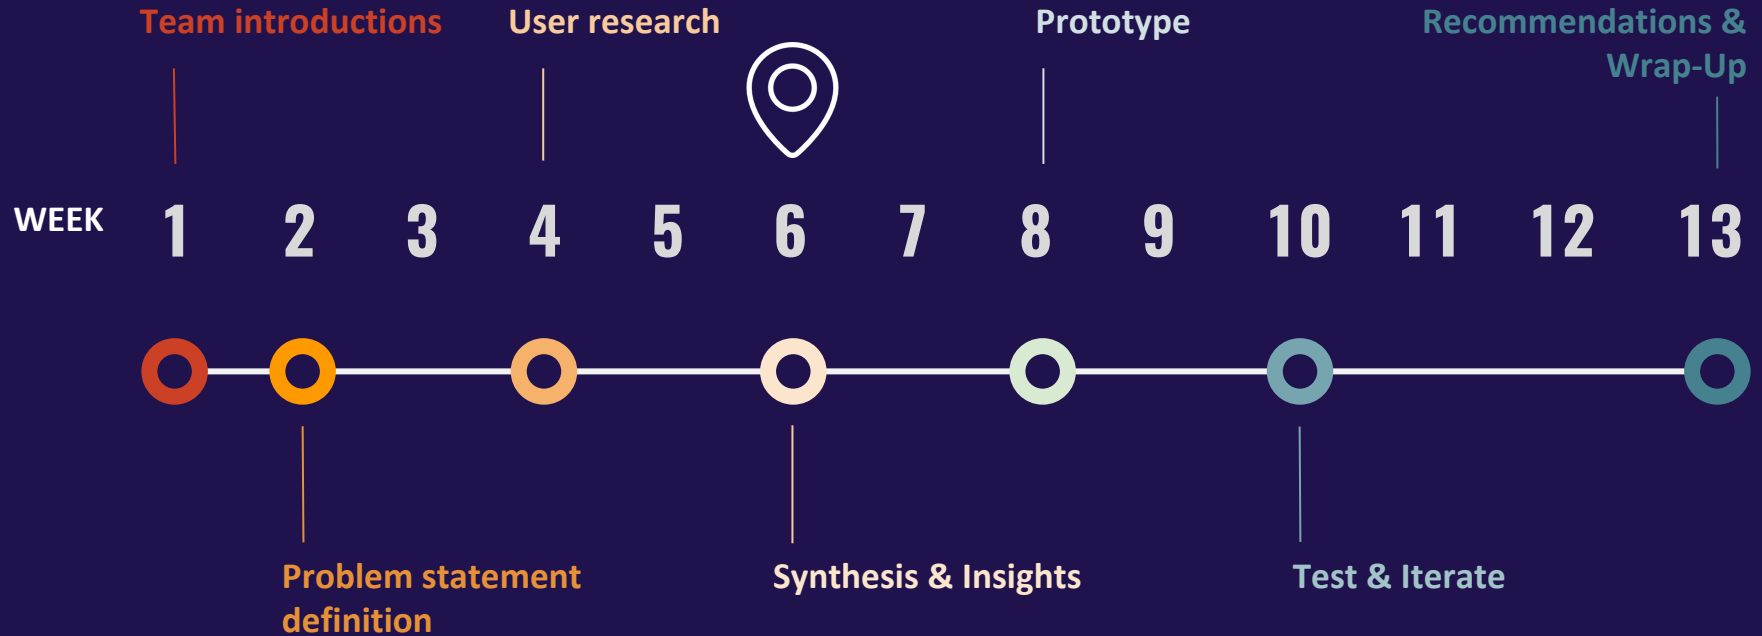 Team introductions
User research
Prototype
Recommendations &
Wrap-Up
WEEK 1 2 3 4 5 6 7 8 9 10 11 12 13
Problem statement
definition
Synthesis & Insights
Test & Iterate